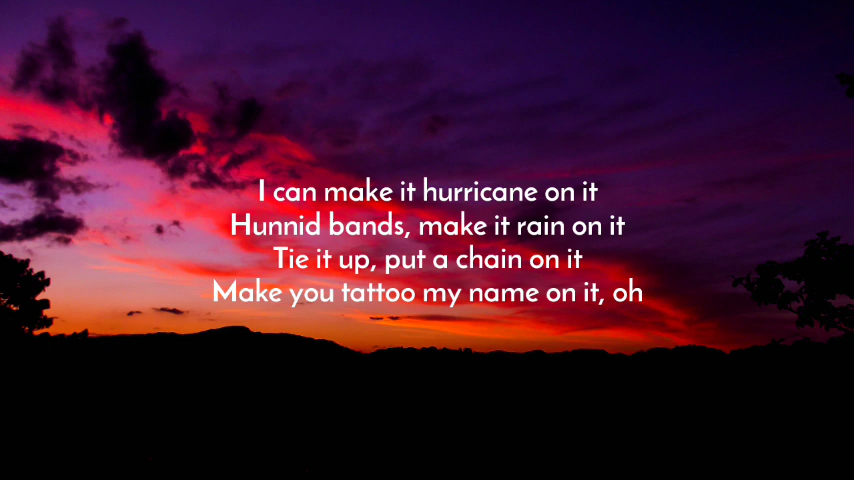 I can make it hurricane on it
Hunnid bands, make it rain on it
Tie it up, put a chain on it
Make you tattoo my name on it, oh